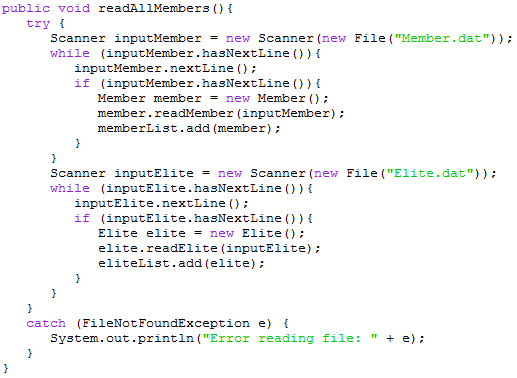 public void readAllMembers(){
try {
Scanner inputMember = new Scanner(new File("Member.dat"));
while (inputMember.hasNextLine()){
inputMember.nextLine();
if (inputMember.hasNextLine()){
Member member = new Member();
member.readMember(inputMember);
memberList.add(member);
}
}
Scanner inputElite = new Scanner(new File("Elite.dat"));
while (inputElite.hasNextLine()){
inputElite.nextLine();
if (inputElite.hasNextLine()){
Elite elite = new Elite();
elite.readElite(inputElite);
eliteList.add(elite);
}
}
}
catch (FileNotFoundException e) {
System.out.println("Error reading file: " + e);
}
}